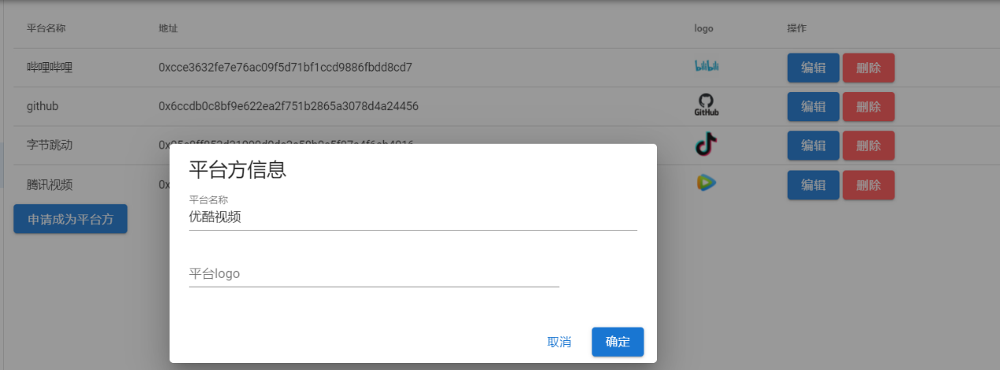 平台名称 地址 logo 操作
哔哩哔哩 0xcce3632fe7e76ac09f5d71bf1ccd9886fbdd8cd7 bilibili 编辑 删除
github 0x6ccdb0c8bf9e622ea2f751b2865a3078d4a24456 GitHub 编辑 删除
字节跳动 编辑 删除
腾讯视频 0x 编辑 删除
申请成为平台方
平台方信息
平台名称
优酷视频
平台logo
取消 确定